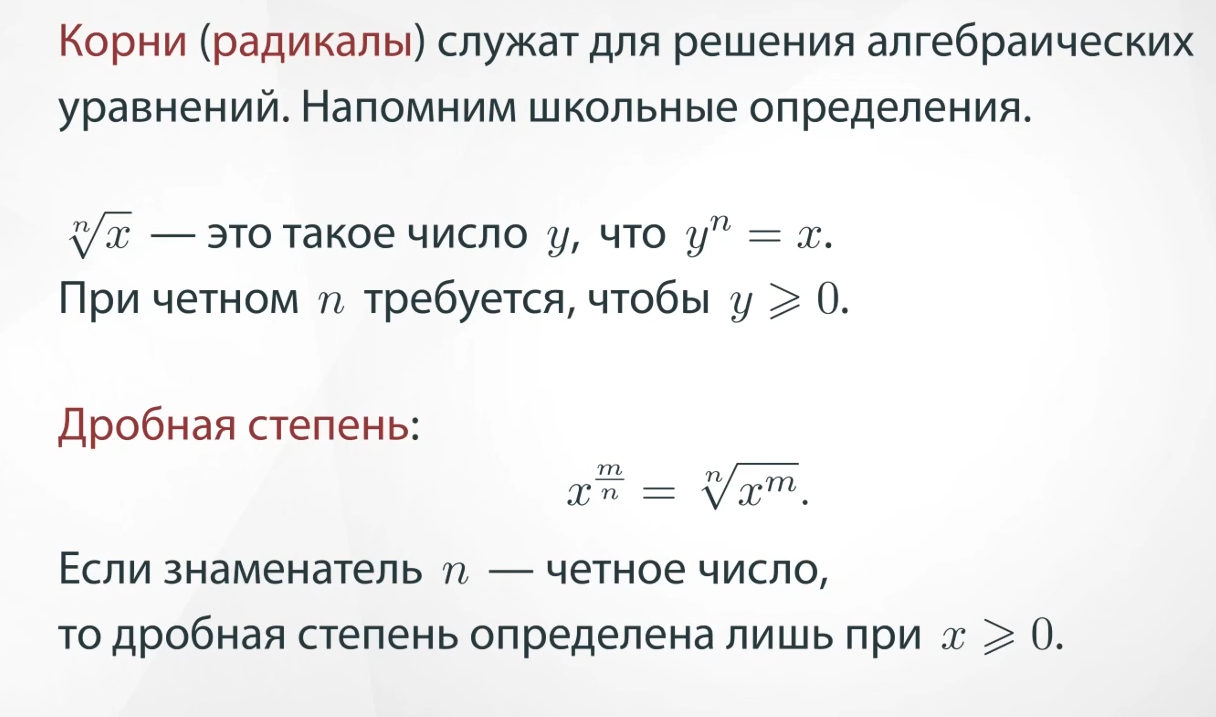 Корни (радикалы) служат для решения алгебраических
уравнений. Напомним школьные определения.
$\sqrt[n]{x}$ — это такое число $y$, что $y^n = x$.
При четном $n$ требуется, чтобы $y \geqslant 0$.
Дробная степень:
$x^{\frac{m}{n}} = \sqrt[n]{x^m}$.
Если знаменатель $n$ — четное число,
то дробная степень определена лишь при $x \geqslant 0$.